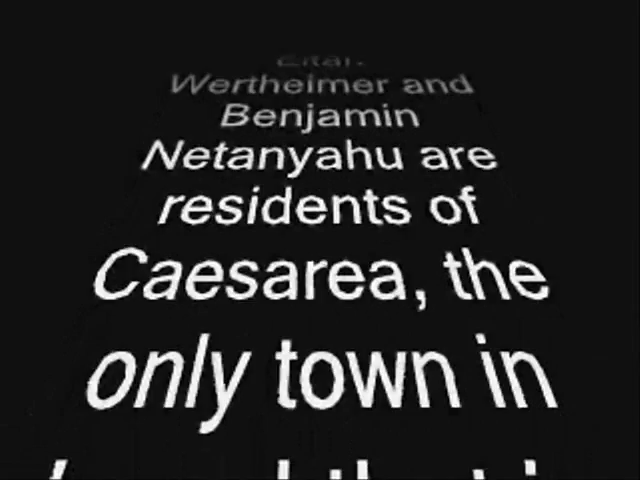 Wertheimer and
Benjamin
Netanyahu are
residents of
Caesarea, the
only town in